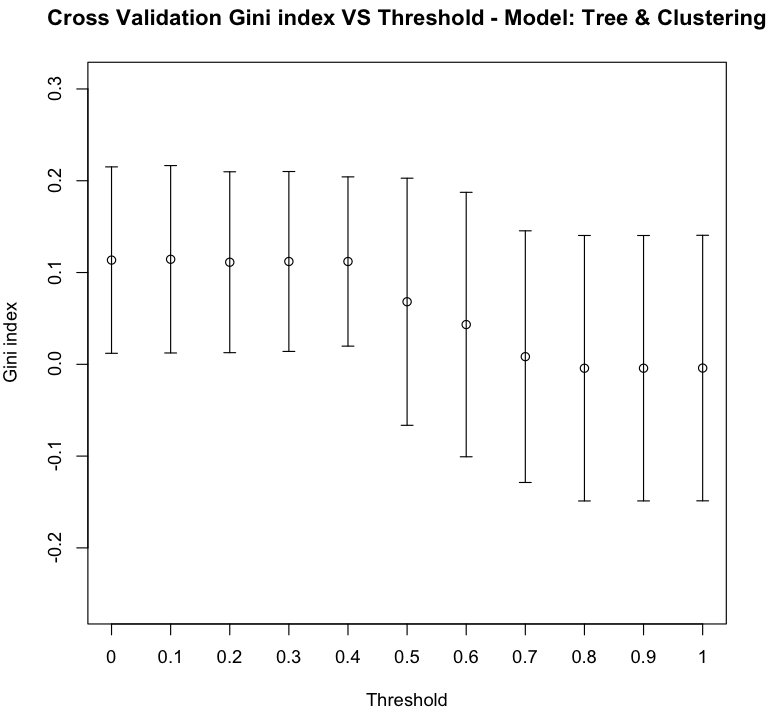 Cross Validation Gini index VS Threshold - Model: Tree & Clustering
Gini index
0.3
0.2
0.1
0.0
-0.1
-0.2
0 0.1 0.2 0.3 0.4 0.5 0.6 0.7 0.8 0.9 1
Threshold